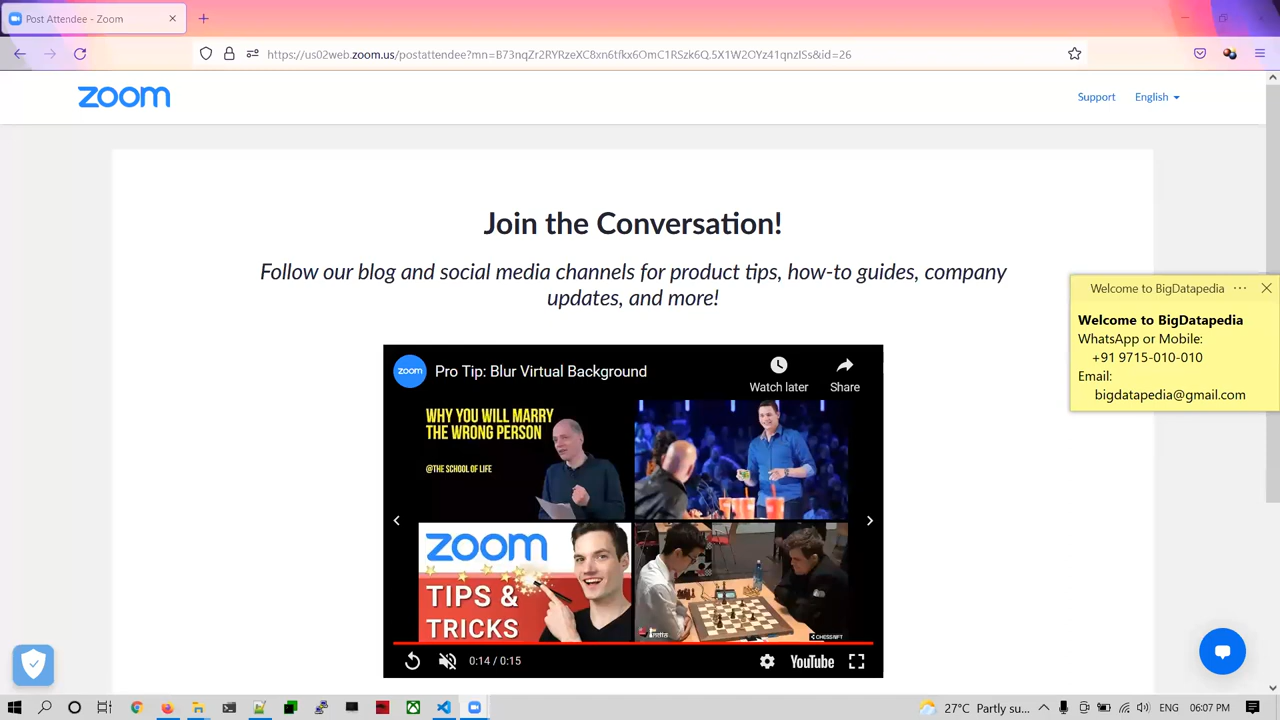 Post Attendee - Zoom
https://us02web.zoom.us/postattendee?mn=B73nqZr2RYRzeXC8xn6tfkx6OmC1RSzk6Q.5X1W2OYz41qnzISs&id=26
zoom
Support
English
Join the Conversation!
Follow our blog and social media channels for product tips, how-to guides, company
updates, and more!
Welcome to BigDatapedia
Welcome to BigDatapedia
WhatsApp or Mobile:
+91 9715-010-010
Email:
bigdatapedia@gmail.com
zoom
Pro Tip: Blur Virtual Background
Watch later
Share
WHY YOU WILL MARRY
THE WRONG PERSON
@THE SCHOOL OF LIFE
zoom
TIPS &
TRICKS
CHESSNFT
0:14 / 0:15
YouTube
27°C Partly su...
06:07 PM